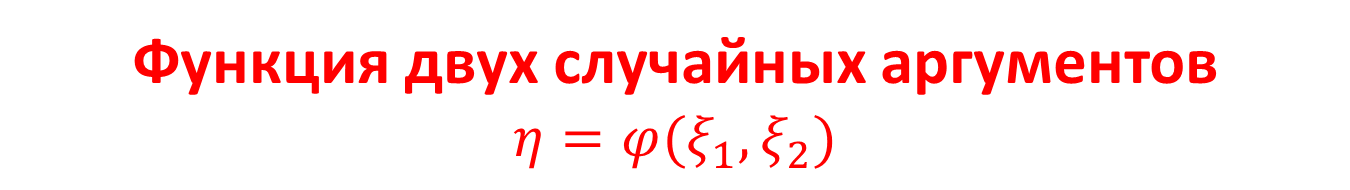 Функция двух случайных аргументов
η = φ(ξ₁, ξ₂)